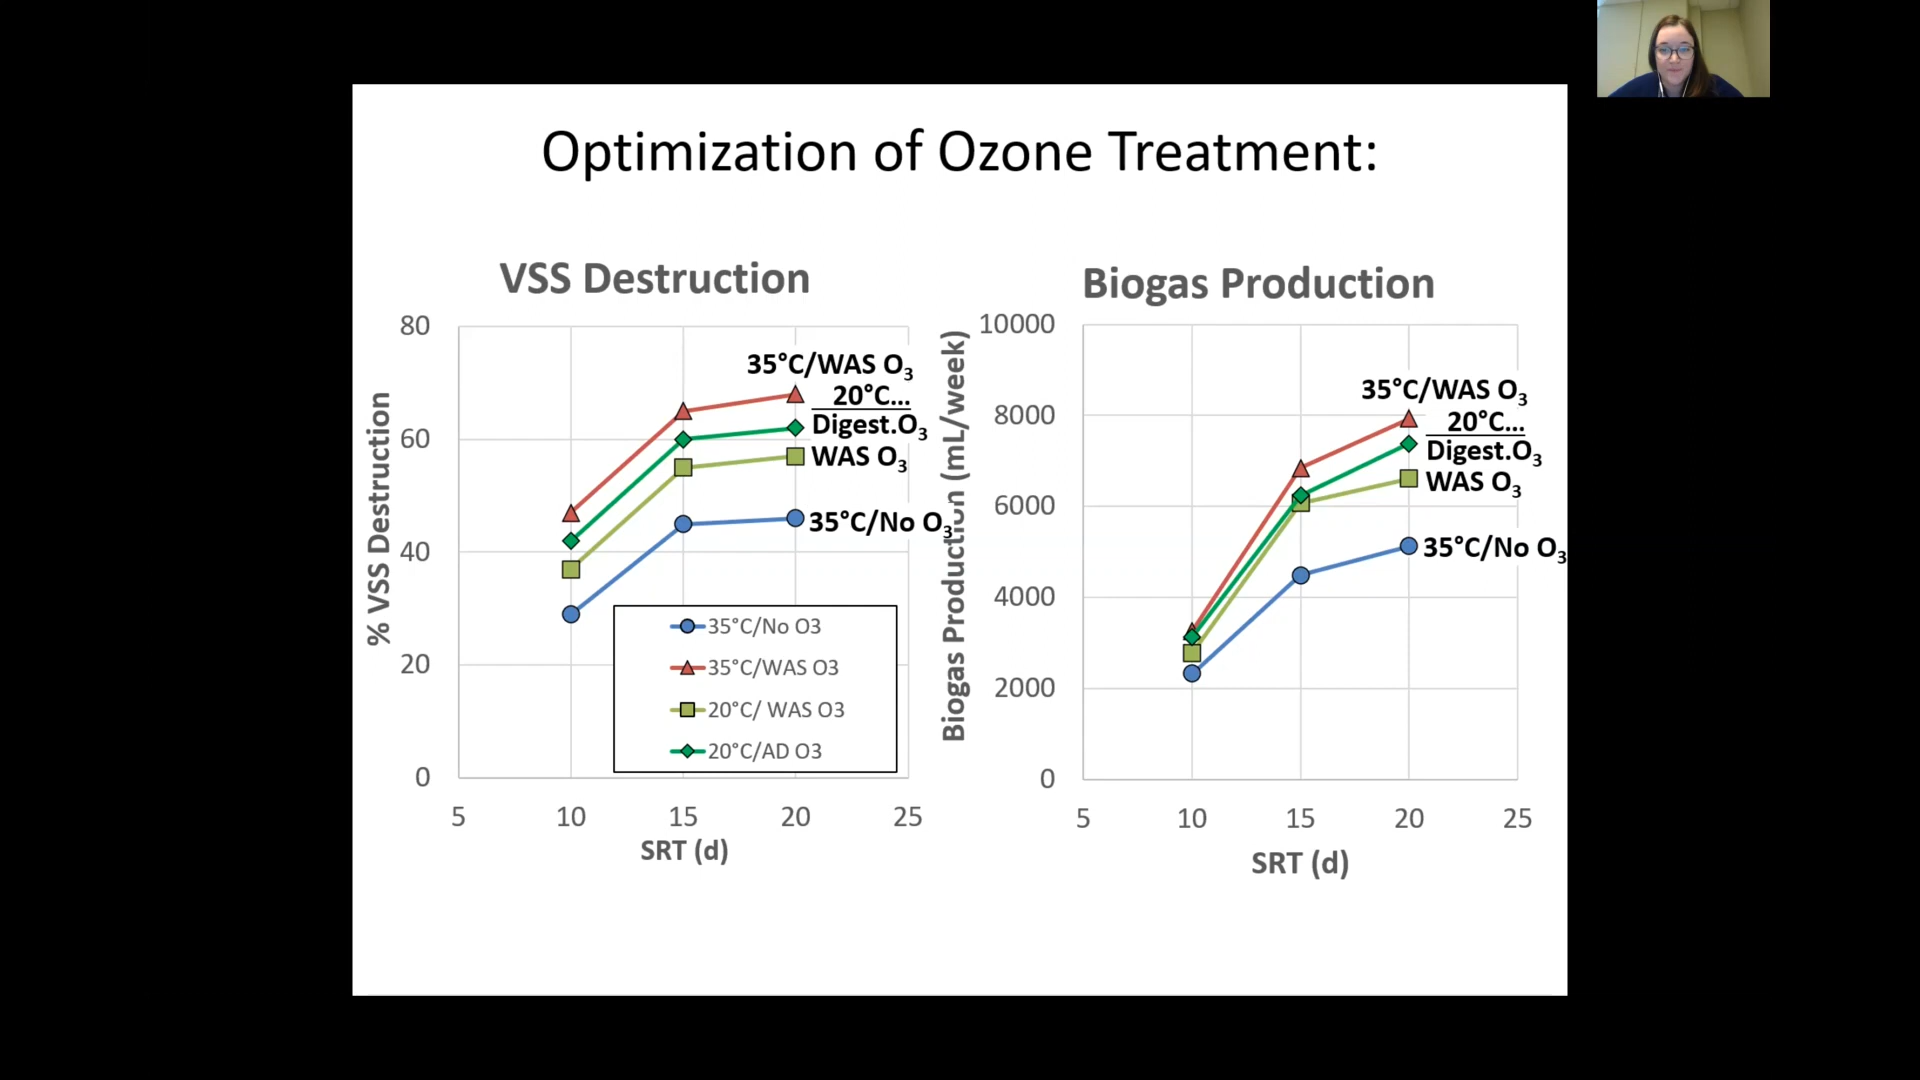 Optimization of Ozone Treatment:
VSS Destruction
% VSS Destruction
80
60
40
20
0
5 10 15 20 25
SRT (d)
35°C/WAS O₃
20°C...
Digest.O₃
WAS O₃
35°C/No O₃
35°C/No O3
35°C/WAS O3
20°C/ WAS O3
20°C/AD O3
Biogas Production
Biogas Production (mL/week)
10000
8000
6000
4000
2000
0
5 10 15 20 25
SRT (d)
35°C/WAS O₃
20°C...
Digest.O₃
WAS O₃
35°C/No O₃